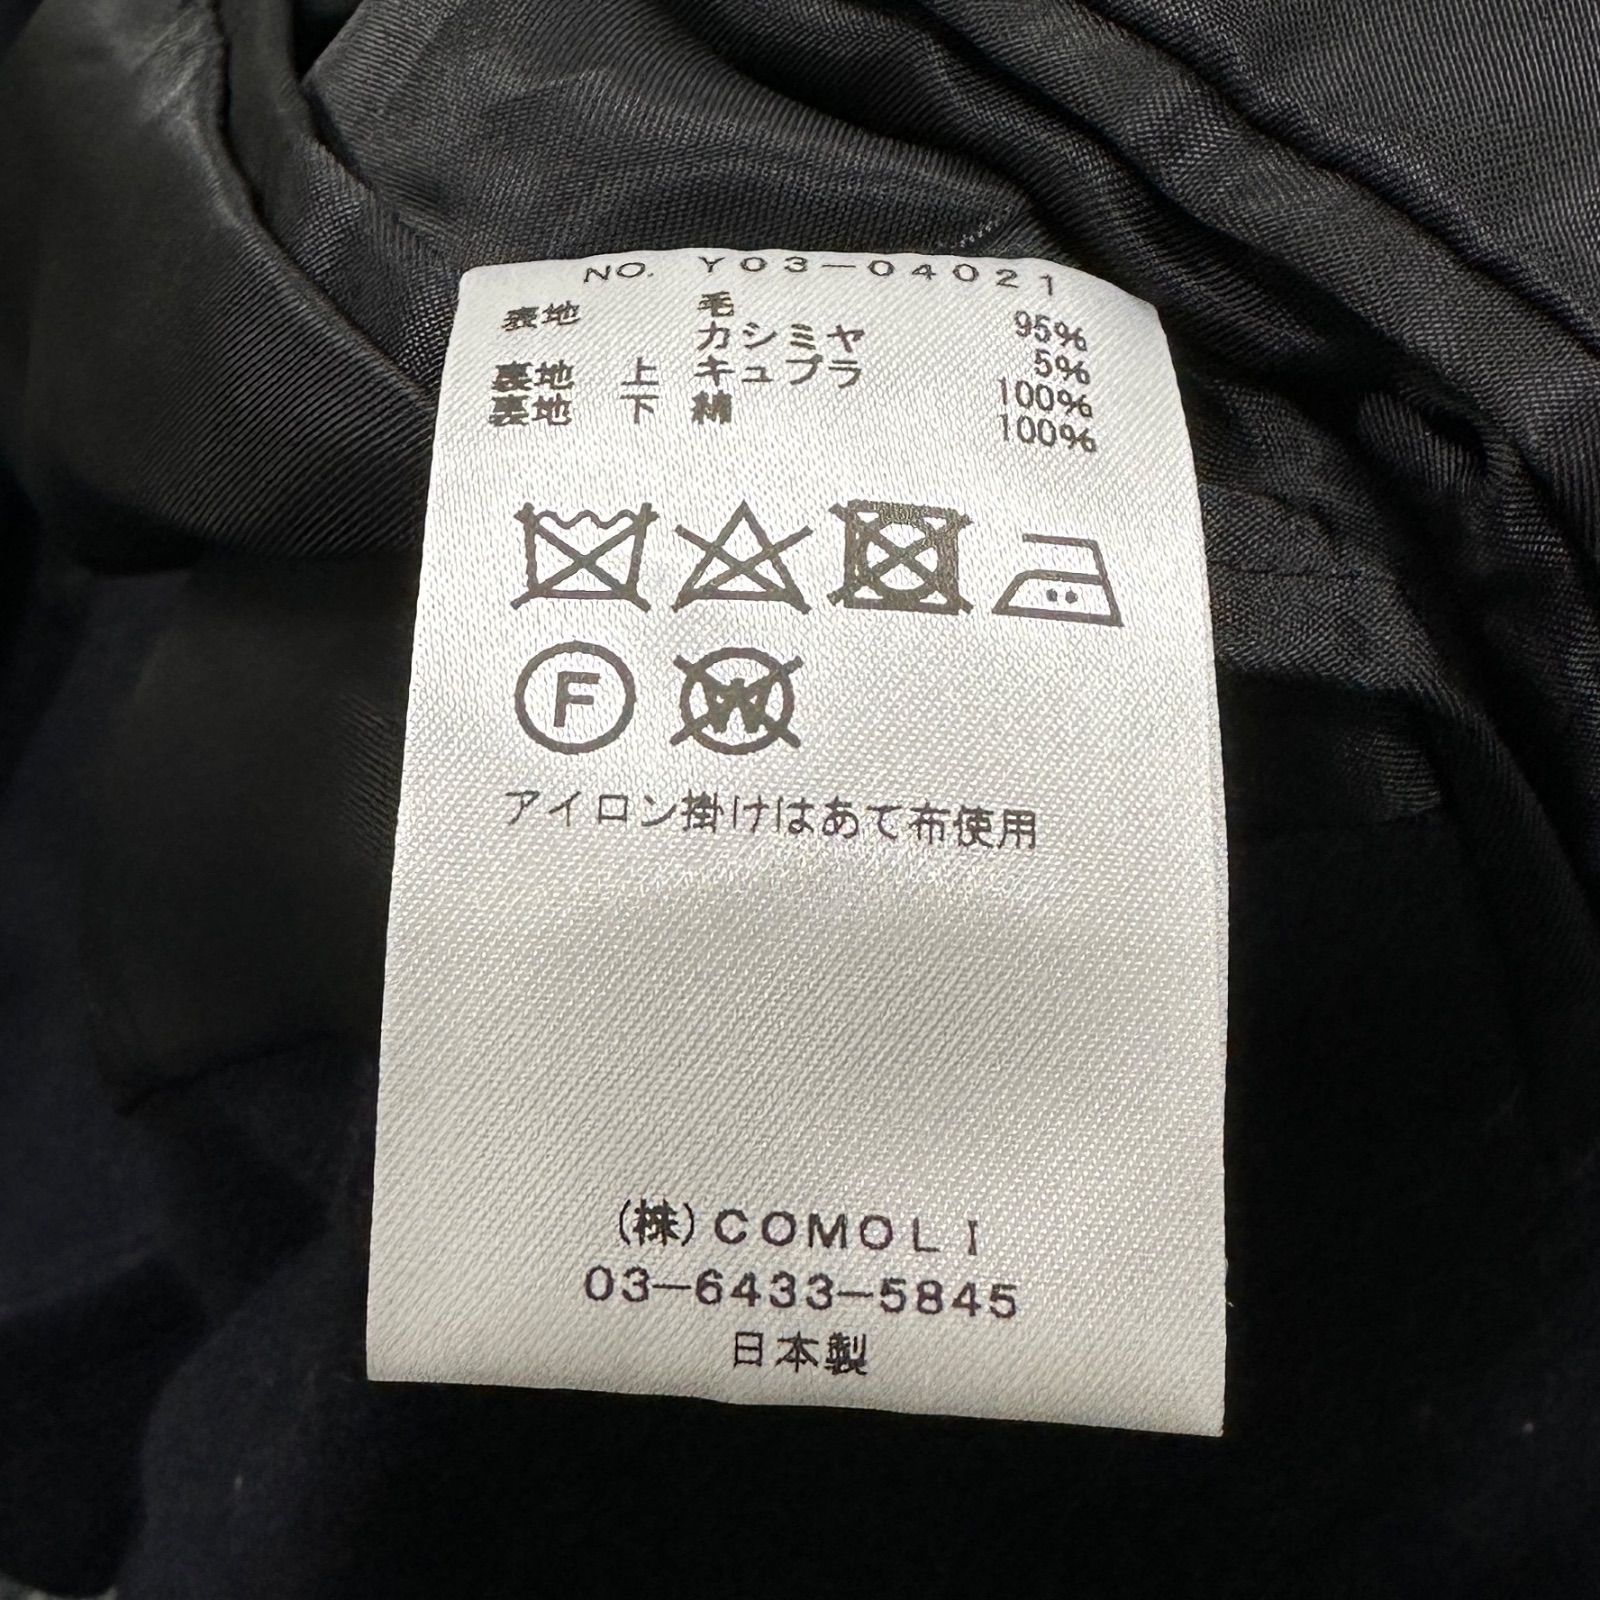 NO. Y03-04021
表地 毛 95%
カシミヤ 5%
裏地 上 キュプラ 100%
裏地 下 綿 100%
F W
アイロン掛けはあて布使用
(株)COMOLI
03-6433-5845
日本製